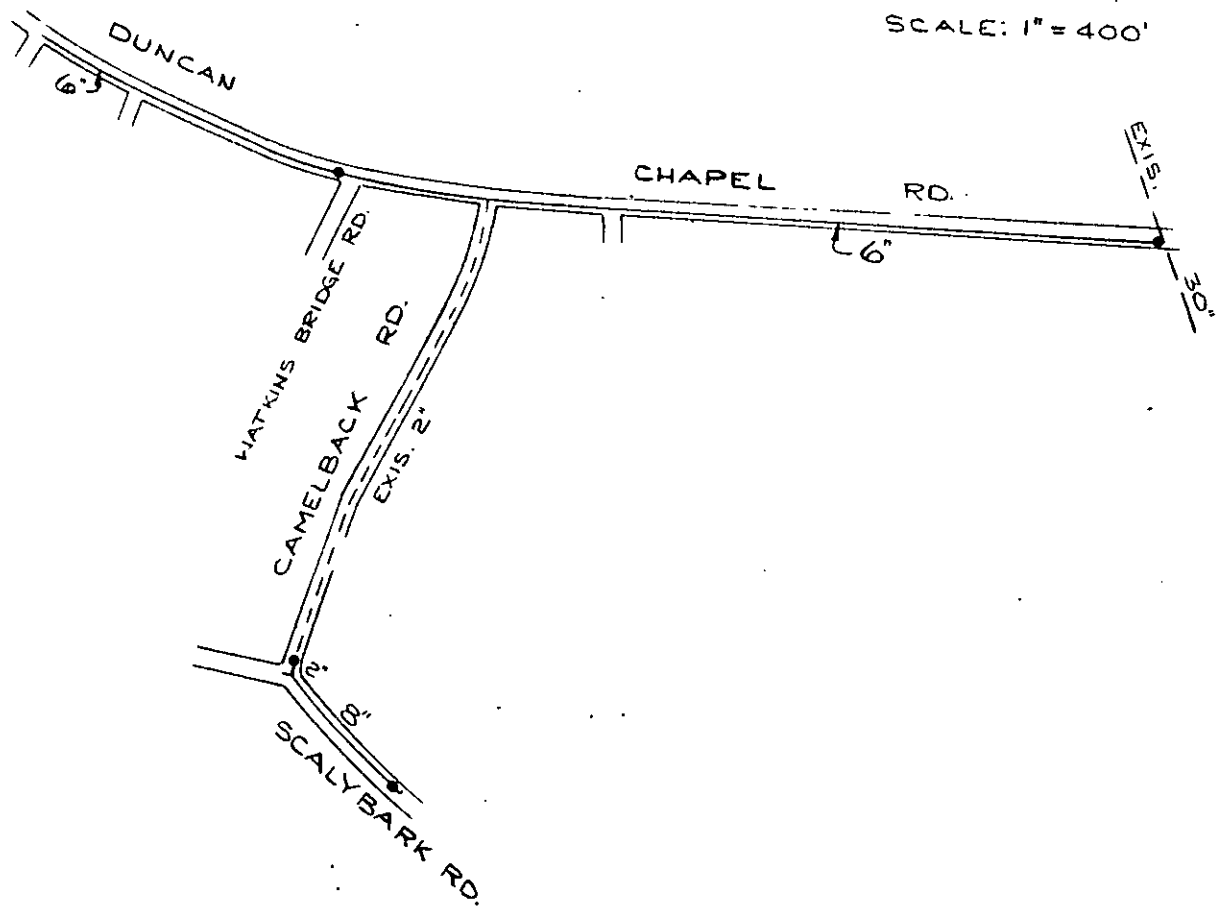 SCALE: 1" = 400'
DUNCAN
6"
CHAPEL
RD.
EXIS.
30"
6"
WATKINS BRIDGE RD.
CAMELBACK RD.
EXIS. 2"
2"
8"
SCALYBARK RD.